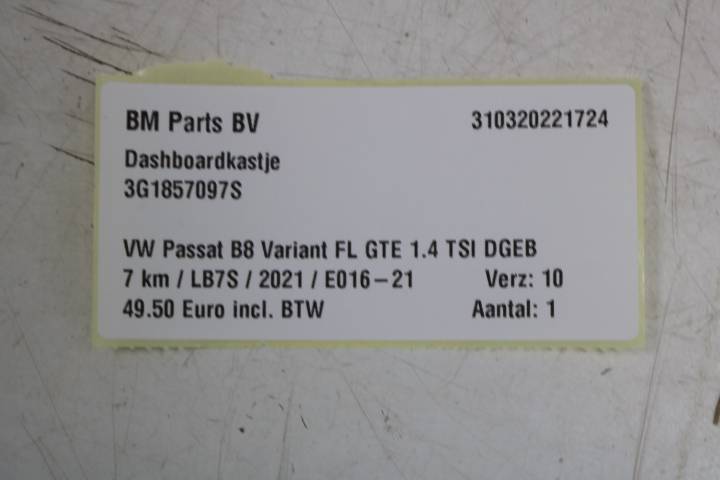 BM Parts BV 310320221724
Dashboardkastje
3G1857097S
VW Passat B8 Variant FL GTE 1.4 TSI DGEB
7 km / LB7S / 2021 / E016-21 Verz: 10
49.50 Euro incl. BTW Aantal: 1